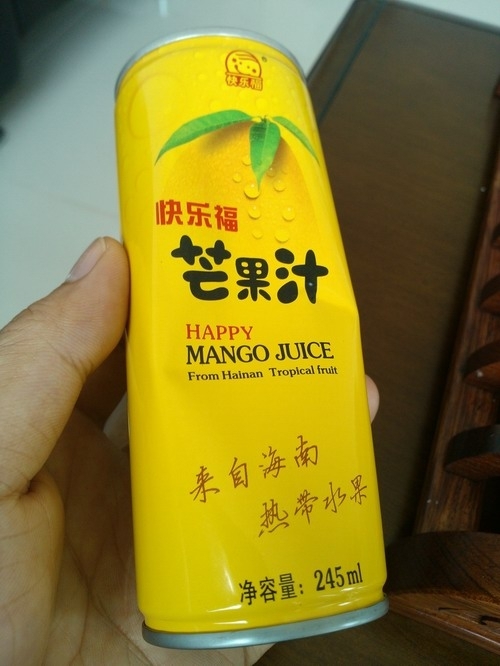 快乐福
快乐福
芒果汁
HAPPY
MANGO JUICE
From Hainan Tropical fruit
来自海南
热带水果
净容量：245ml